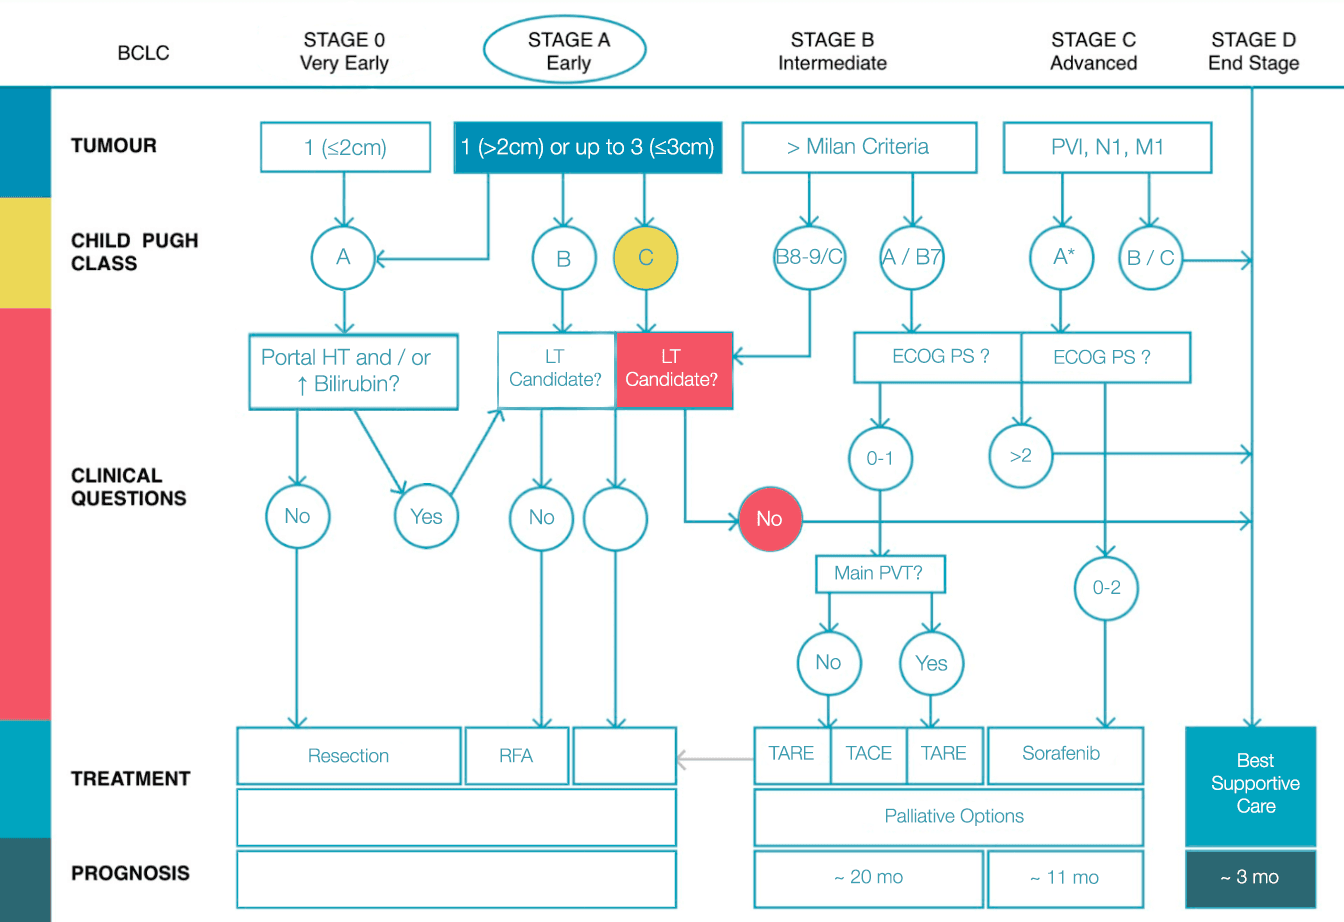 BCLC
STAGE 0
Very Early
STAGE A
Early
STAGE B
Intermediate
STAGE C
Advanced
STAGE D
End Stage
TUMOUR
1 (≤2cm)
1 (>2cm) or up to 3 (≤3cm)
> Milan Criteria
PVI, N1, M1
CHILD PUGH
CLASS
A
B
C
B8-9/C
A / B7
A*
B / C
Portal HT and / or
↑ Bilirubin?
LT
Candidate?
LT
Candidate?
ECOG PS ?
ECOG PS ?
CLINICAL
QUESTIONS
0-1
>2
No
Yes
No
No
Main PVT?
0-2
No
Yes
TREATMENT
Resection
RFA
TARE
TACE
TARE
Sorafenib
Best
Supportive
Care
Palliative Options
PROGNOSIS
~ 20 mo
~ 11 mo
~ 3 mo